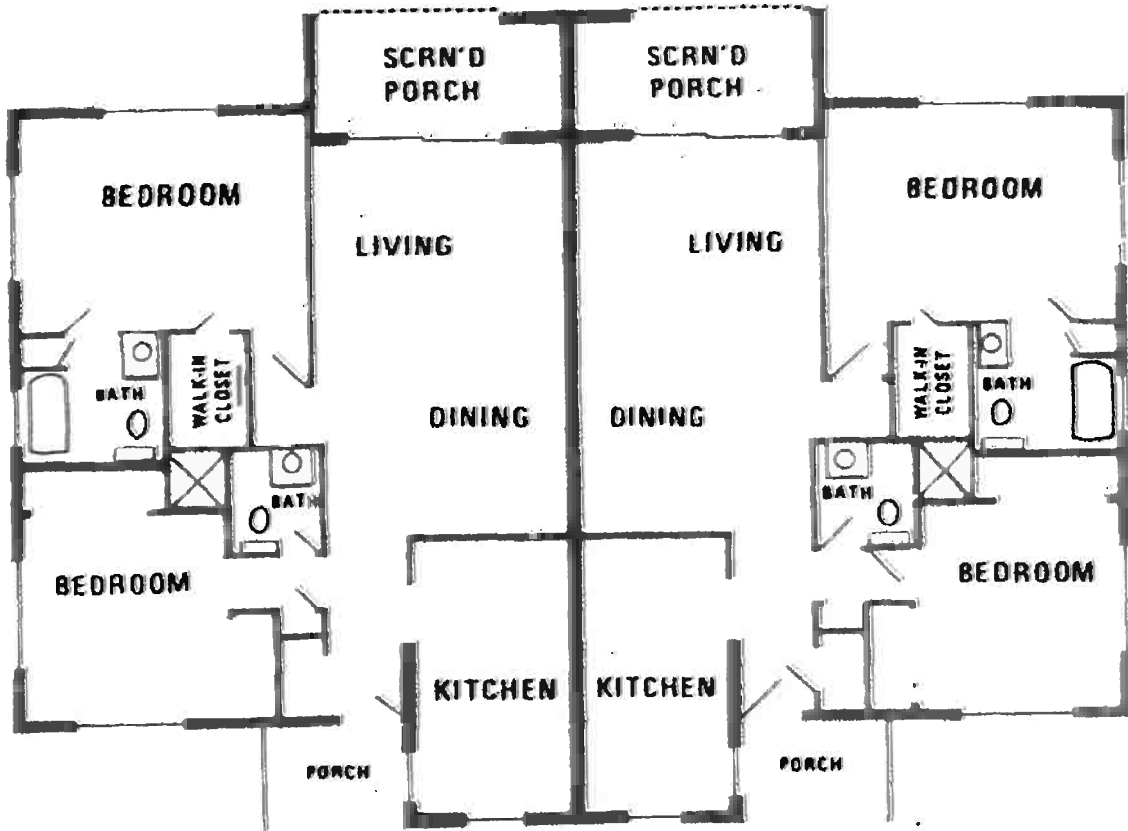 SCRN'D
PORCH
SCRN'D
PORCH
BEDROOM
BEDROOM
LIVING
LIVING
WALK-IN
CLOSET
WALK-IN
CLOSET
BATH
BATH
DINING
DINING
BATH
BATH
BEDROOM
BEDROOM
KITCHEN
KITCHEN
PORCH
PORCH